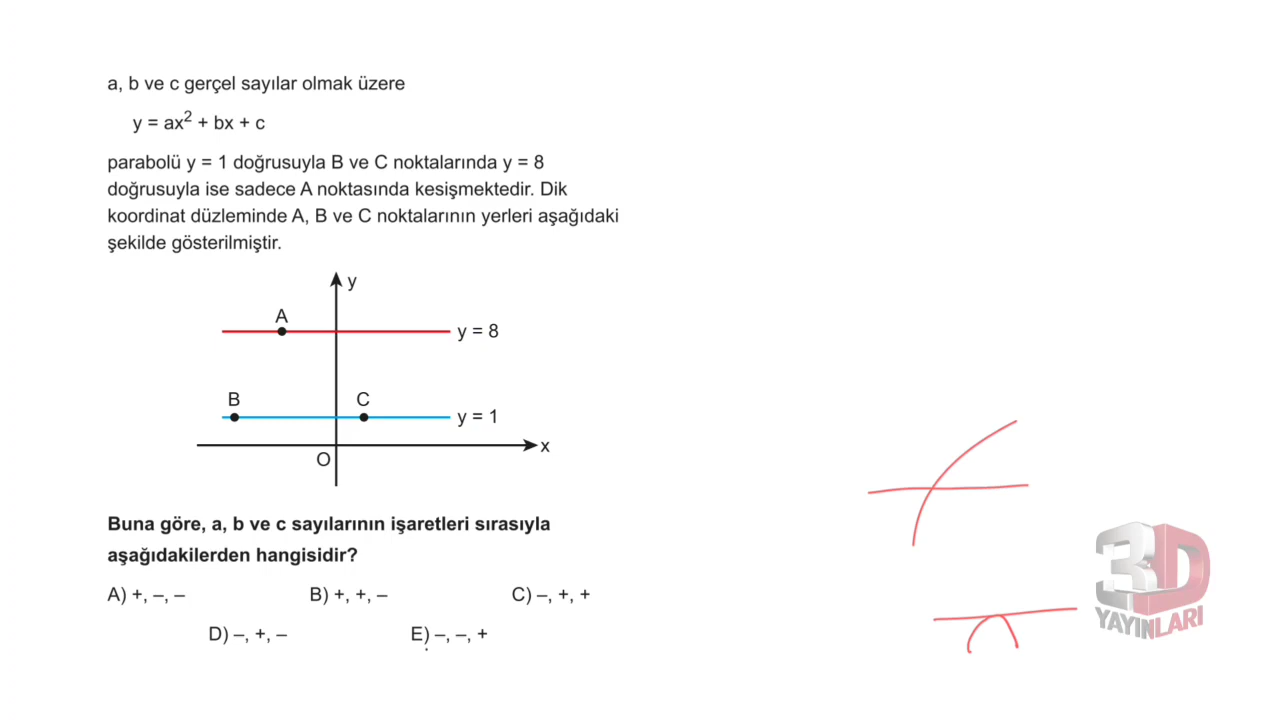 a, b ve c gerçel sayılar olmak üzere
y = ax² + bx + c
parabolü y = 1 doğrusuyla B ve C noktalarında y = 8
doğrusuyla ise sadece A noktasında kesişmektedir. Dik
koordinat düzleminde A, B ve C noktalarının yerleri aşağıdaki
şekilde gösterilmiştir.
y
A
y = 8
B
C
y = 1
x
O
Buna göre, a, b ve c sayılarının işaretleri sırasıyla
aşağıdakilerden hangisidir?
A) +, –, –
B) +, +, –
C) –, +, +
D) –, +, –
E) –, –, +
3D
YAYINLARI